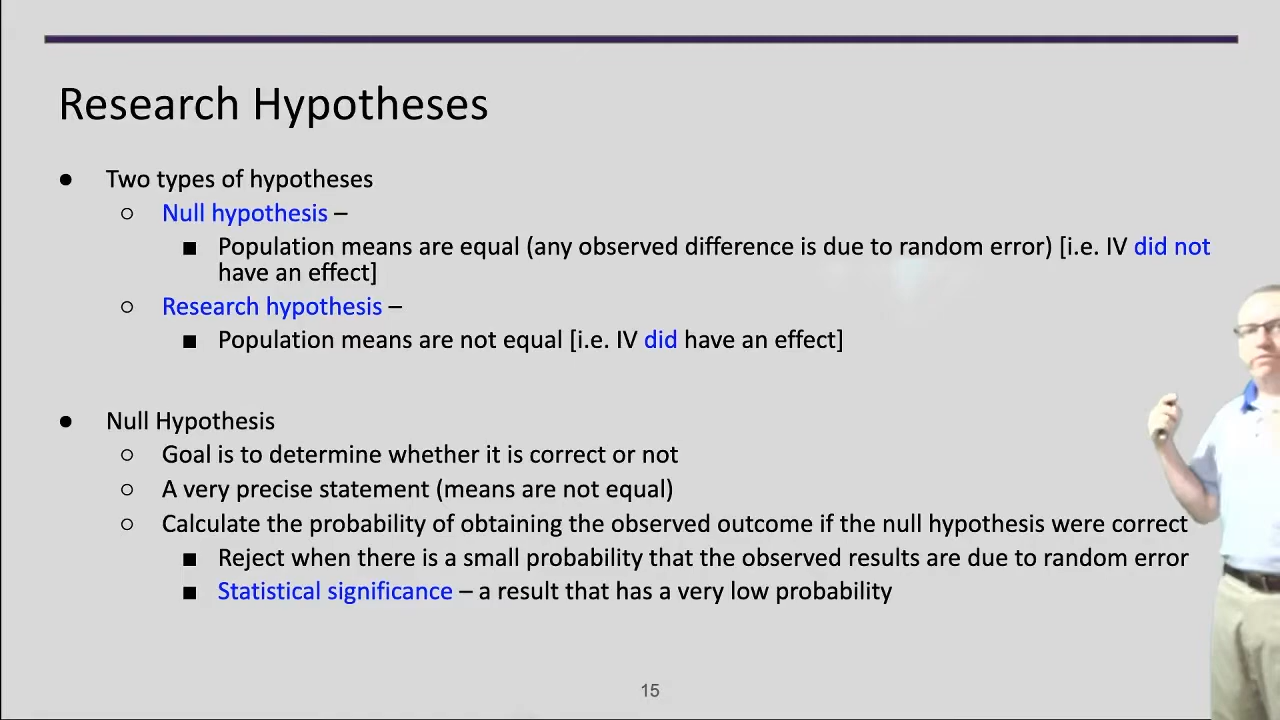 Research Hypotheses
● Two types of hypotheses
○ Null hypothesis –
■ Population means are equal (any observed difference is due to random error) [i.e. IV did not
have an effect]
○ Research hypothesis –
■ Population means are not equal [i.e. IV did have an effect]
● Null Hypothesis
○ Goal is to determine whether it is correct or not
○ A very precise statement (means are not equal)
○ Calculate the probability of obtaining the observed outcome if the null hypothesis were correct
■ Reject when there is a small probability that the observed results are due to random error
■ Statistical significance – a result that has a very low probability
15